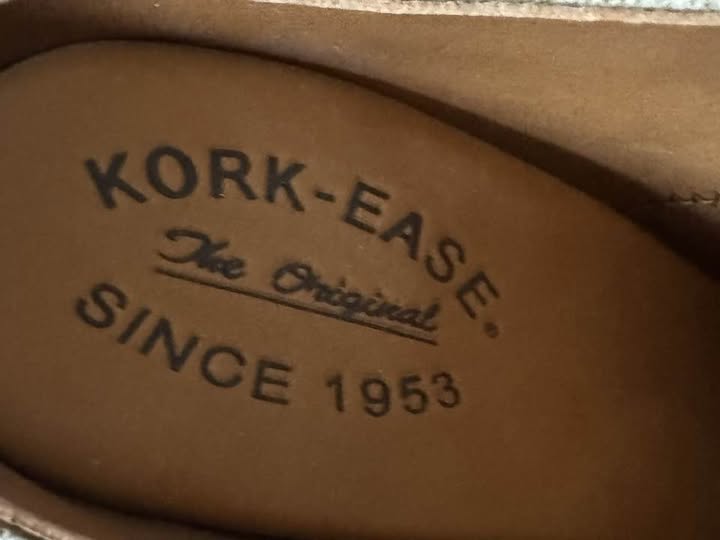 KORK-EASE®
The Original
SINCE 1953